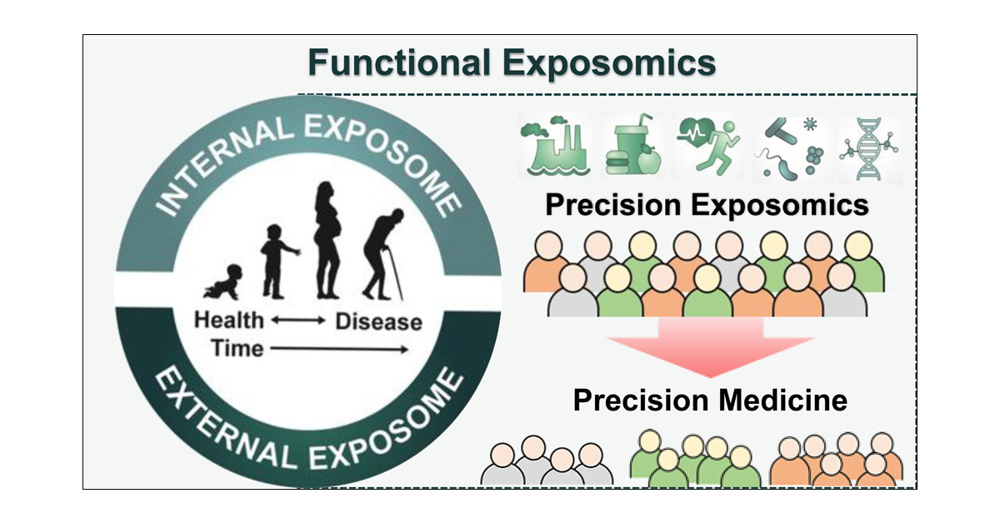 Functional Exposomics
INTERNAL EXPOSOME
Health Disease
Time
EXTERNAL EXPOSOME
Precision Exposomics
Precision Medicine